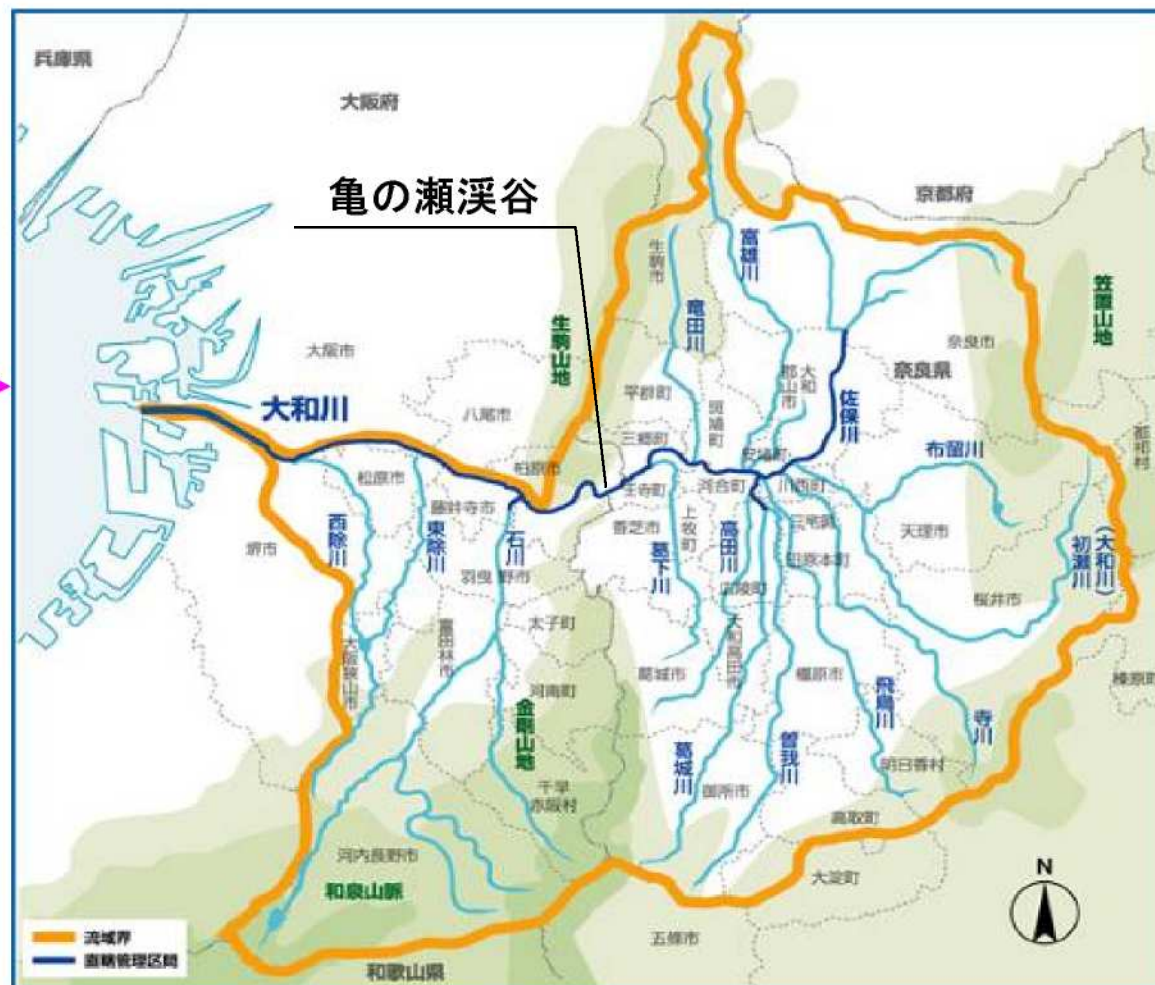 兵庫県
大阪府
亀の瀬渓谷
京都府
生駒市
富雄川
竜田川
笠置山地
生駒山地
大阪市
奈良市
奈良県
大和川
八尾市
平群町
斑鳩町
大和
郡山市
佐保川
都祁村
三郷町
安堵町
布留川
柏原市
松原市
王寺町
河合町
川西町
藤井寺市
香芝市
上牧町
三宅町
天理市
西除川
東除川
石川
高田川
田原本町
初瀬川
(大和川)
堺市
羽曳野市
葛下川
広陵町
桜井市
太子町
富田林市
大阪狭山市
大和高田市
葛城市
橿原市
榛原町
河南町
金剛山地
飛鳥川
寺川
葛城川
曽我川
明日香村
千早
赤阪村
御所市
高取町
河内長野市
大淀町
和泉山脈
N
流域界
直轄管理区間
五條市
和歌山県